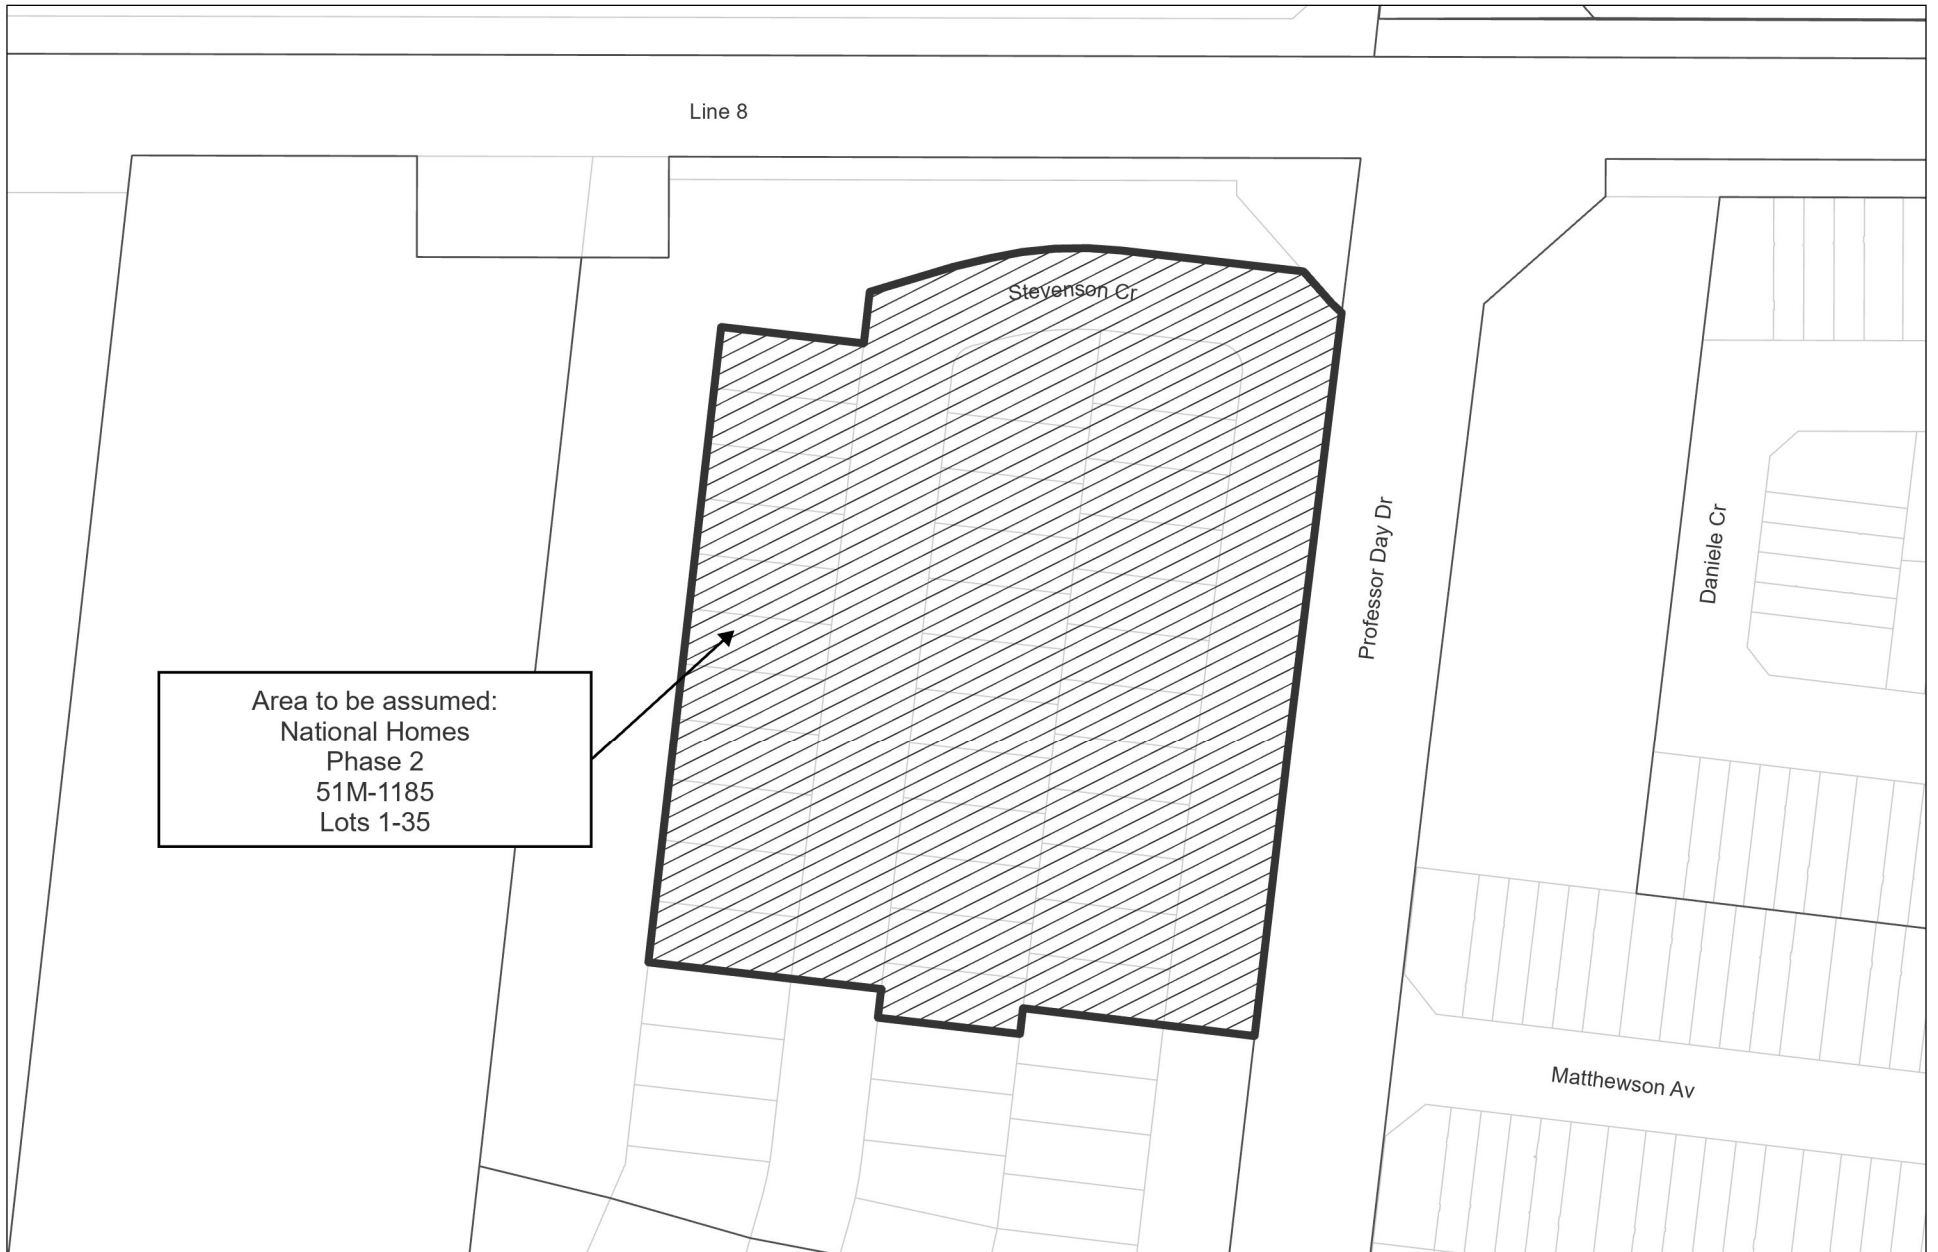 Line 8
Stevenson Cr
Professor Day Dr
Daniele Cr
Area to be assumed:
National Homes
Phase 2
51M-1185
Lots 1-35
Matthewson Av